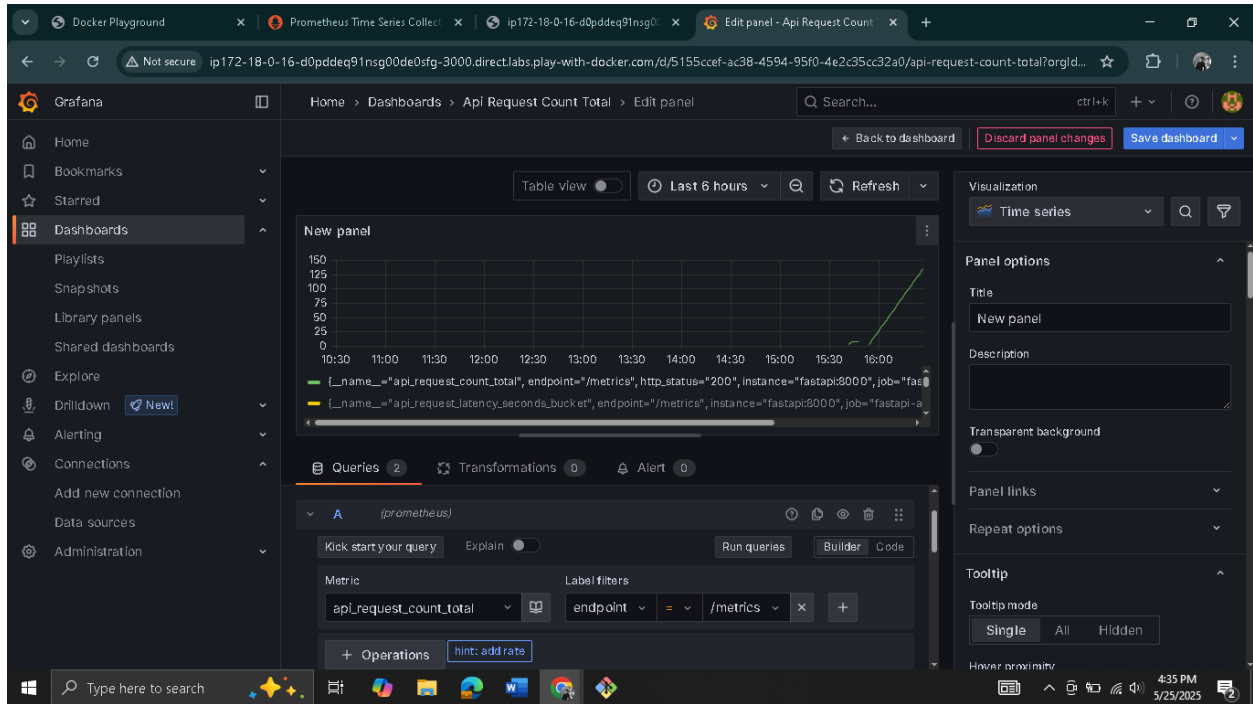 Docker Playground
Prometheus Time Series Collect
ip172-18-0-16-d0pddeq91nsg0
Edit panel - Api Request Count
Not secure ip172-18-0-16-d0pddeq91nsg00de0sfg-3000.direct.labs.play-with-docker.com/d/5155ccef-ac38-4594-95f0-4e2c35cc32a0/api-request-count-total?orgId...
Grafana
Home > Dashboards > Api Request Count Total > Edit panel
Search...
ctrl+k
Back to dashboard
Discard panel changes
Save dashboard
Home
Bookmarks
Starred
Dashboards
Playlists
Snapshots
Library panels
Shared dashboards
Explore
Drilldown New!
Alerting
Connections
Add new connection
Data sources
Administration
Table view
Last 6 hours
Refresh
New panel
150
125
100
75
50
25
0
10:30 11:00 11:30 12:00 12:30 13:00 13:30 14:00 14:30 15:00 15:30 16:00
{__name__="api_request_count_total", endpoint="/metrics", http_status="200", instance="fastapi:8000", job="fas
{__name__="api_request_latency_seconds_bucket", endpoint="/metrics", instance="fastapi:8000", job="fastapi-a
Queries 2
Transformations 0
Alert 0
A (prometheus)
Kick start your query
Explain
Run queries
Builder
Code
Metric
Label filters
api_request_count_total
endpoint = /metrics
+ Operations
hint: add rate
Visualization
Time series
Panel options
Title
New panel
Description
Transparent background
Panel links
Repeat options
Tooltip
Tooltip mode
Single All Hidden
Hover proximity
Type here to search
4:35 PM
5/25/2025
2